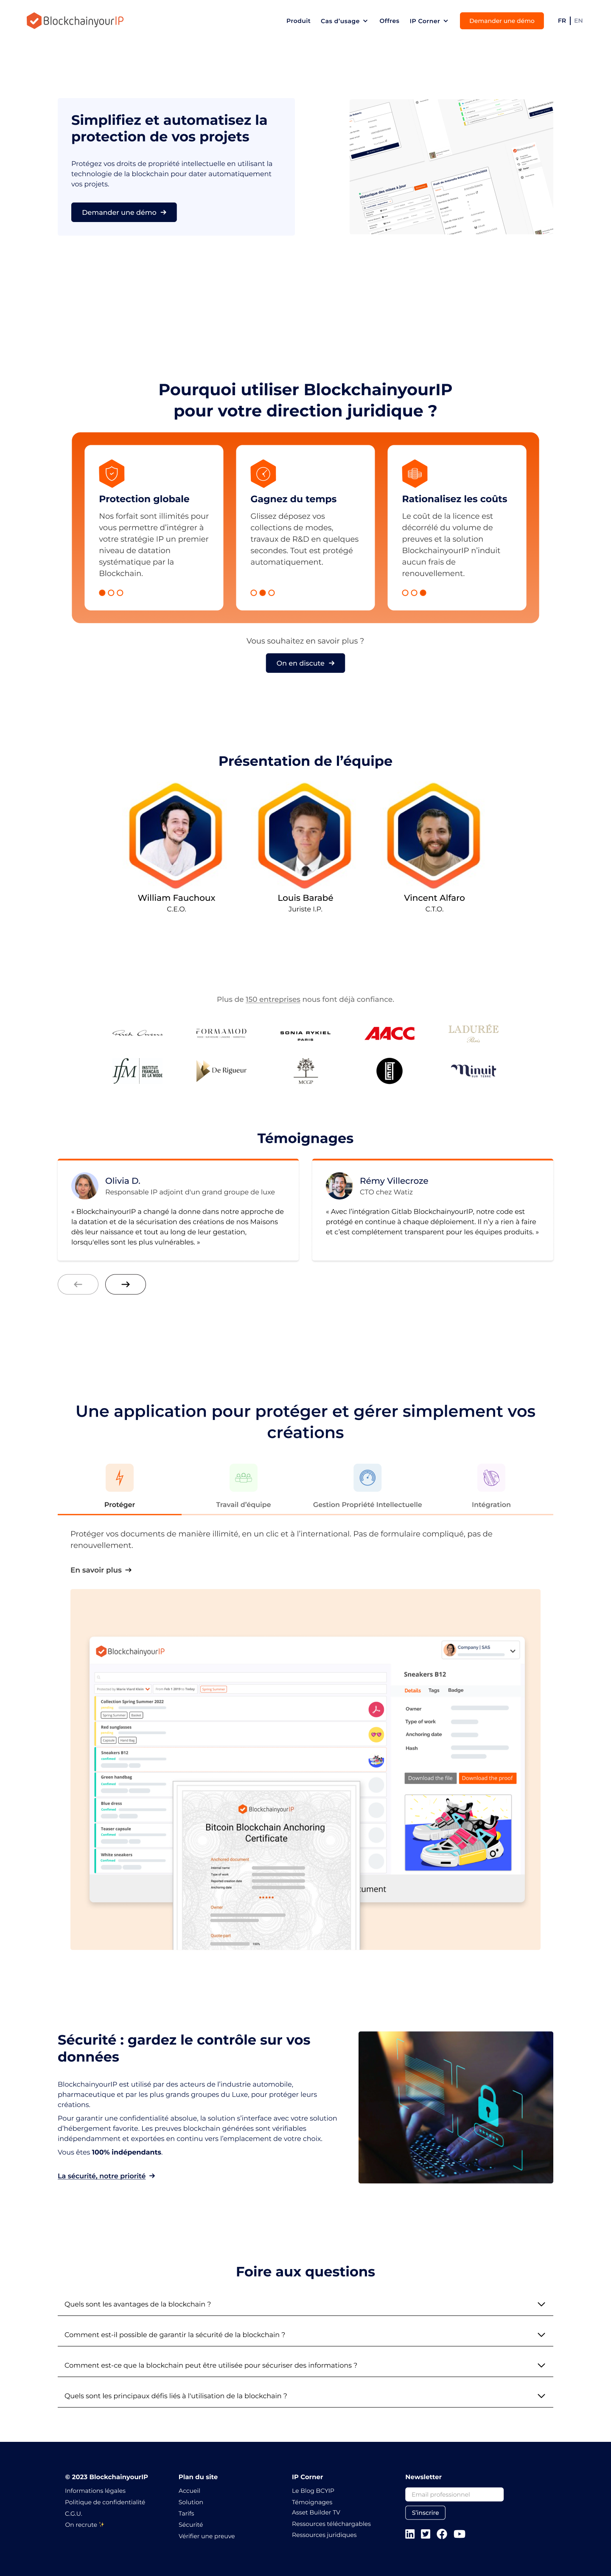 BlockchainyourIP
Produit
Cas d'usage
Offres
IP Corner
Demander une démo
FR
EN
Simplifiez et automatisez la
protection de vos projets
Protégez vos droits de propriété intellectuelle en utilisant la
technologie de la blockchain pour dater automatiquement
vos projets.
Demander une démo
Pourquoi utiliser BlockchainyourIP
pour votre direction juridique ?
Protection globale
Nos forfait sont illimités pour
vous permettre d'intégrer à
votre stratégie IP un premier
niveau de datation
systématique par la
Blockchain.
Gagnez du temps
Glissez déposez vos
collections de modes,
travaux de R&D en quelques
secondes. Tout est protégé
automatiquement.
Rationalisez les coûts
Le coût de la licence est
décorrélé du volume de
preuves et la solution
BlockchainyourIP n'induit
aucun frais de
renouvellement.
Vous souhaitez en savoir plus ?
On en discute
Présentation de l'équipe
William Fauchoux
C.E.O.
Louis Barabé
Juriste I.P.
Vincent Alfaro
C.T.O.
Plus de 150 entreprises nous font déjà confiance.
FORMAMOD
SONIA RYKIEL
PARIS
AACC
LADURÉE
Paris
IfM
INSTITUT
FRANÇAIS
DE LA MODE
De Rigueur
MCGP
Minuit
Témoignages
Olivia D.
Responsable IP adjoint d'un grand groupe de luxe
« BlockchainyourIP a changé la donne dans notre approche de
la datation et de la sécurisation des créations de nos Maisons
dès leur naissance et tout au long de leur gestation,
lorsqu'elles sont les plus vulnérables. »
Rémy Villecroze
CTO chez Watiz
« Avec l'intégration Gitlab BlockchainyourIP, notre code est
protégé en continue à chaque déploiement. Il n'y a rien à faire
et c'est complétement transparent pour les équipes produits. »
Une application pour protéger et gérer simplement vos
créations
Protéger
Travail d'équipe
Gestion Propriété Intellectuelle
Intégration
Protéger vos documents de manière illimité, en un clic et à l'international. Pas de formulaire compliqué, pas de
renouvellement.
En savoir plus
BlockchainyourIP
Company | SAS
Sneakers B12
Details
Tags
Badge
Collection Spring Summer 2022
Red sunglasses
Sneakers B12
Green handbag
Blue dress
Teaser capsule
White sneakers
Owner
Type of work
Anchoring date
Hash
Download the file
Download the proof
BlockchainyourIP
Bitcoin Blockchain Anchoring
Certificate
Anchored document
Owner
100%
ument
Sécurité : gardez le contrôle sur vos
données
BlockchainyourIP est utilisé par des acteurs de l'industrie automobile,
pharmaceutique et par les plus grands groupes du Luxe, pour protéger leurs
créations.
Pour garantir une confidentialité absolue, la solution s'interface avec votre solution
d'hébergement favorite. Les preuves blockchain générées sont vérifiables
indépendamment et exportées en continu vers l'emplacement de votre choix.
Vous êtes 100% indépendants.
La sécurité, notre priorité
Foire aux questions
Quels sont les avantages de la blockchain ?
Comment est-il possible de garantir la sécurité de la blockchain ?
Comment est-ce que la blockchain peut être utilisée pour sécuriser des informations ?
Quels sont les principaux défis liés à l'utilisation de la blockchain ?
© 2023 BlockchainyourIP
Informations légales
Politique de confidentialité
C.G.U.
On recrute ✨
Plan du site
Accueil
Solution
Tarifs
Sécurité
Vérifier une preuve
IP Corner
Le Blog BCYIP
Témoignages
Asset Builder TV
Ressources téléchargables
Ressources juridiques
Newsletter
Email professionnel
S'inscrire